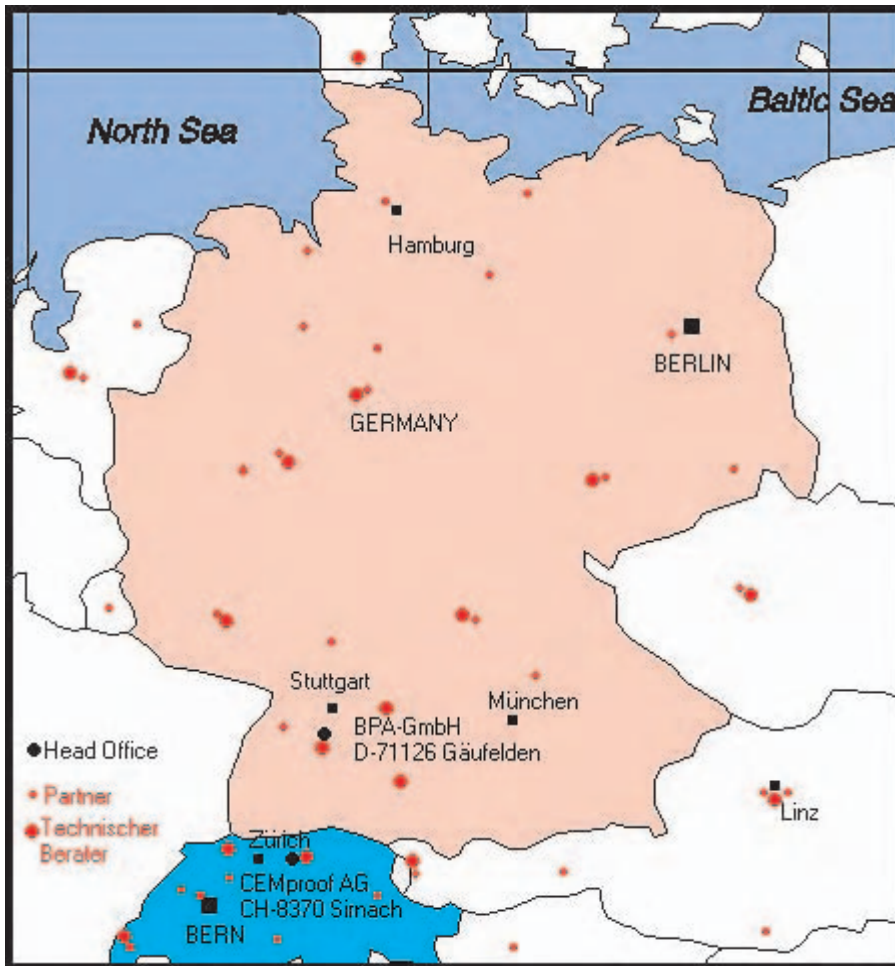 North Sea
Baltic Sea
Hamburg
BERLIN
GERMANY
Stuttgart
München
BPA-GmbH
D-71126 Gäufelden
Head Office
Partner
Technischer
Berater
Linz
Zürich
CEMproof AG
CH-8370 Sirnach
BERN